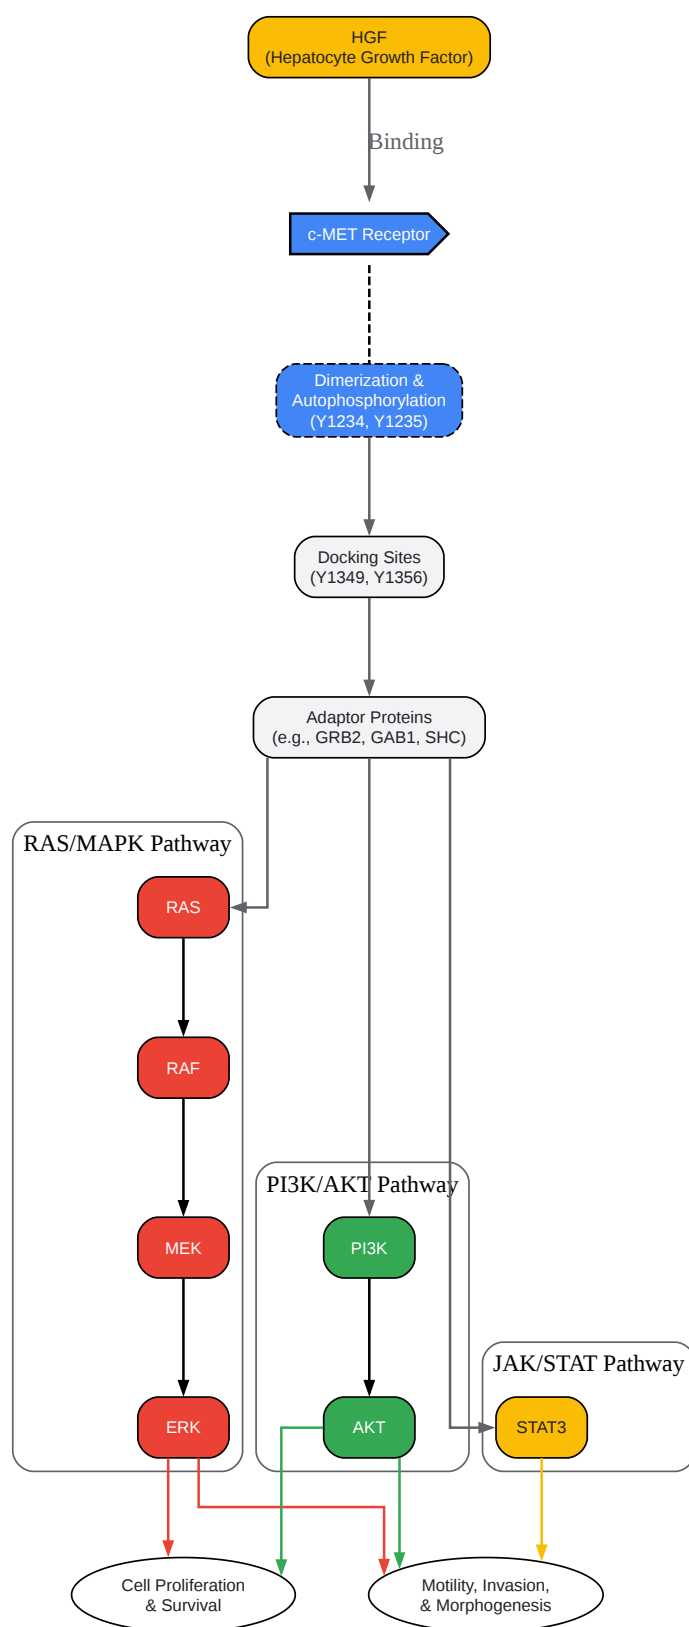 HGF
(Hepatocyte Growth Factor)
Binding
c-MET Receptor
Dimerization &
Autophosphorylation
(Y1234, Y1235)
Docking Sites
(Y1349, Y1356)
Adaptor Proteins
(e.g., GRB2, GAB1, SHC)
RAS/MAPK Pathway
RAS
RAF
MEK
ERK
PI3K/AKT Pathway
PI3K
AKT
JAK/STAT Pathway
STAT3
Cell Proliferation
& Survival
Motility, Invasion,
& Morphogenesis